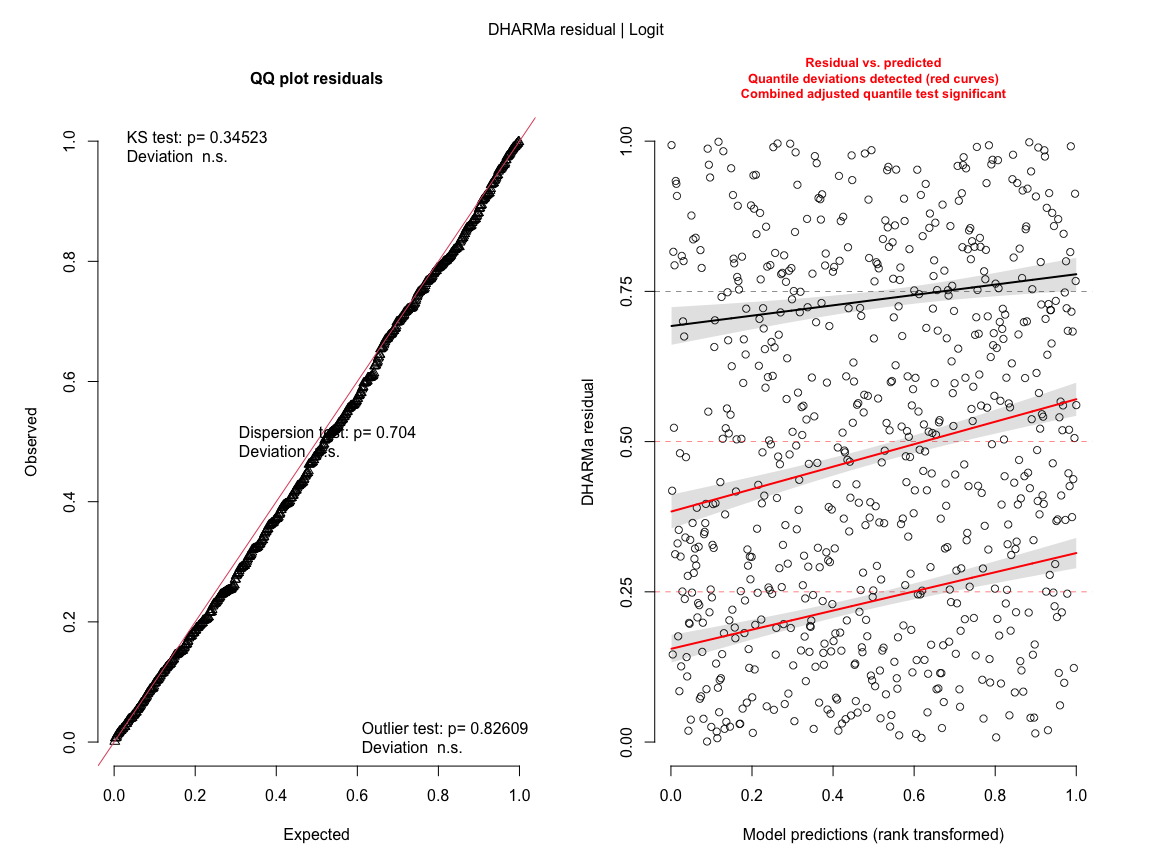 DHARMa residual | Logit
QQ plot residuals
KS test: p= 0.34523
Deviation  n.s.
Dispersion test: p= 0.704
Deviation  n.s.
Outlier test: p= 0.82609
Deviation  n.s.
Observed
0.0 0.2 0.4 0.6 0.8 1.0
0.0 0.2 0.4 0.6 0.8 1.0
Expected
Residual vs. predicted
Quantile deviations detected (red curves)
Combined adjusted quantile test significant
DHARMa residual
0.00 0.25 0.50 0.75 1.00
0.0 0.2 0.4 0.6 0.8 1.0
Model predictions (rank transformed)